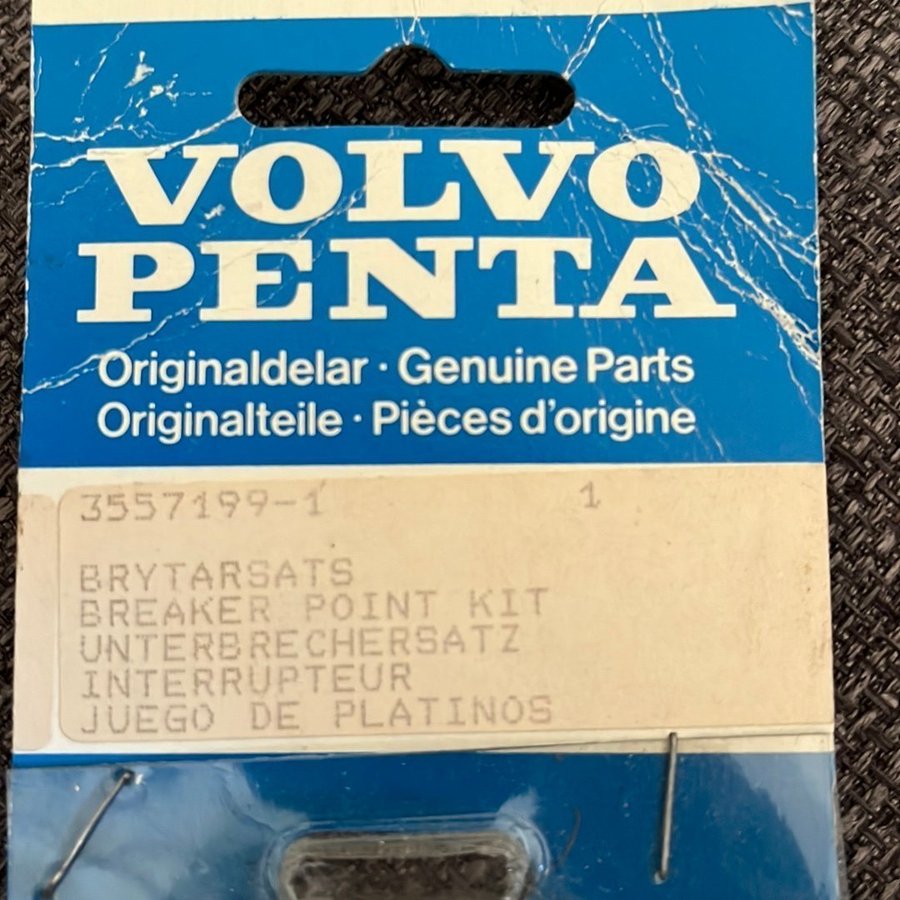 VOLVO
PENTA
Originaldelar · Genuine Parts
Originalteile · Pièces d'origine
3557199-1 1
BRYTARSATS
BREAKER POINT KIT
UNTERBRECHERSATZ
INTERRUPTEUR
JUEGO DE PLATINOS